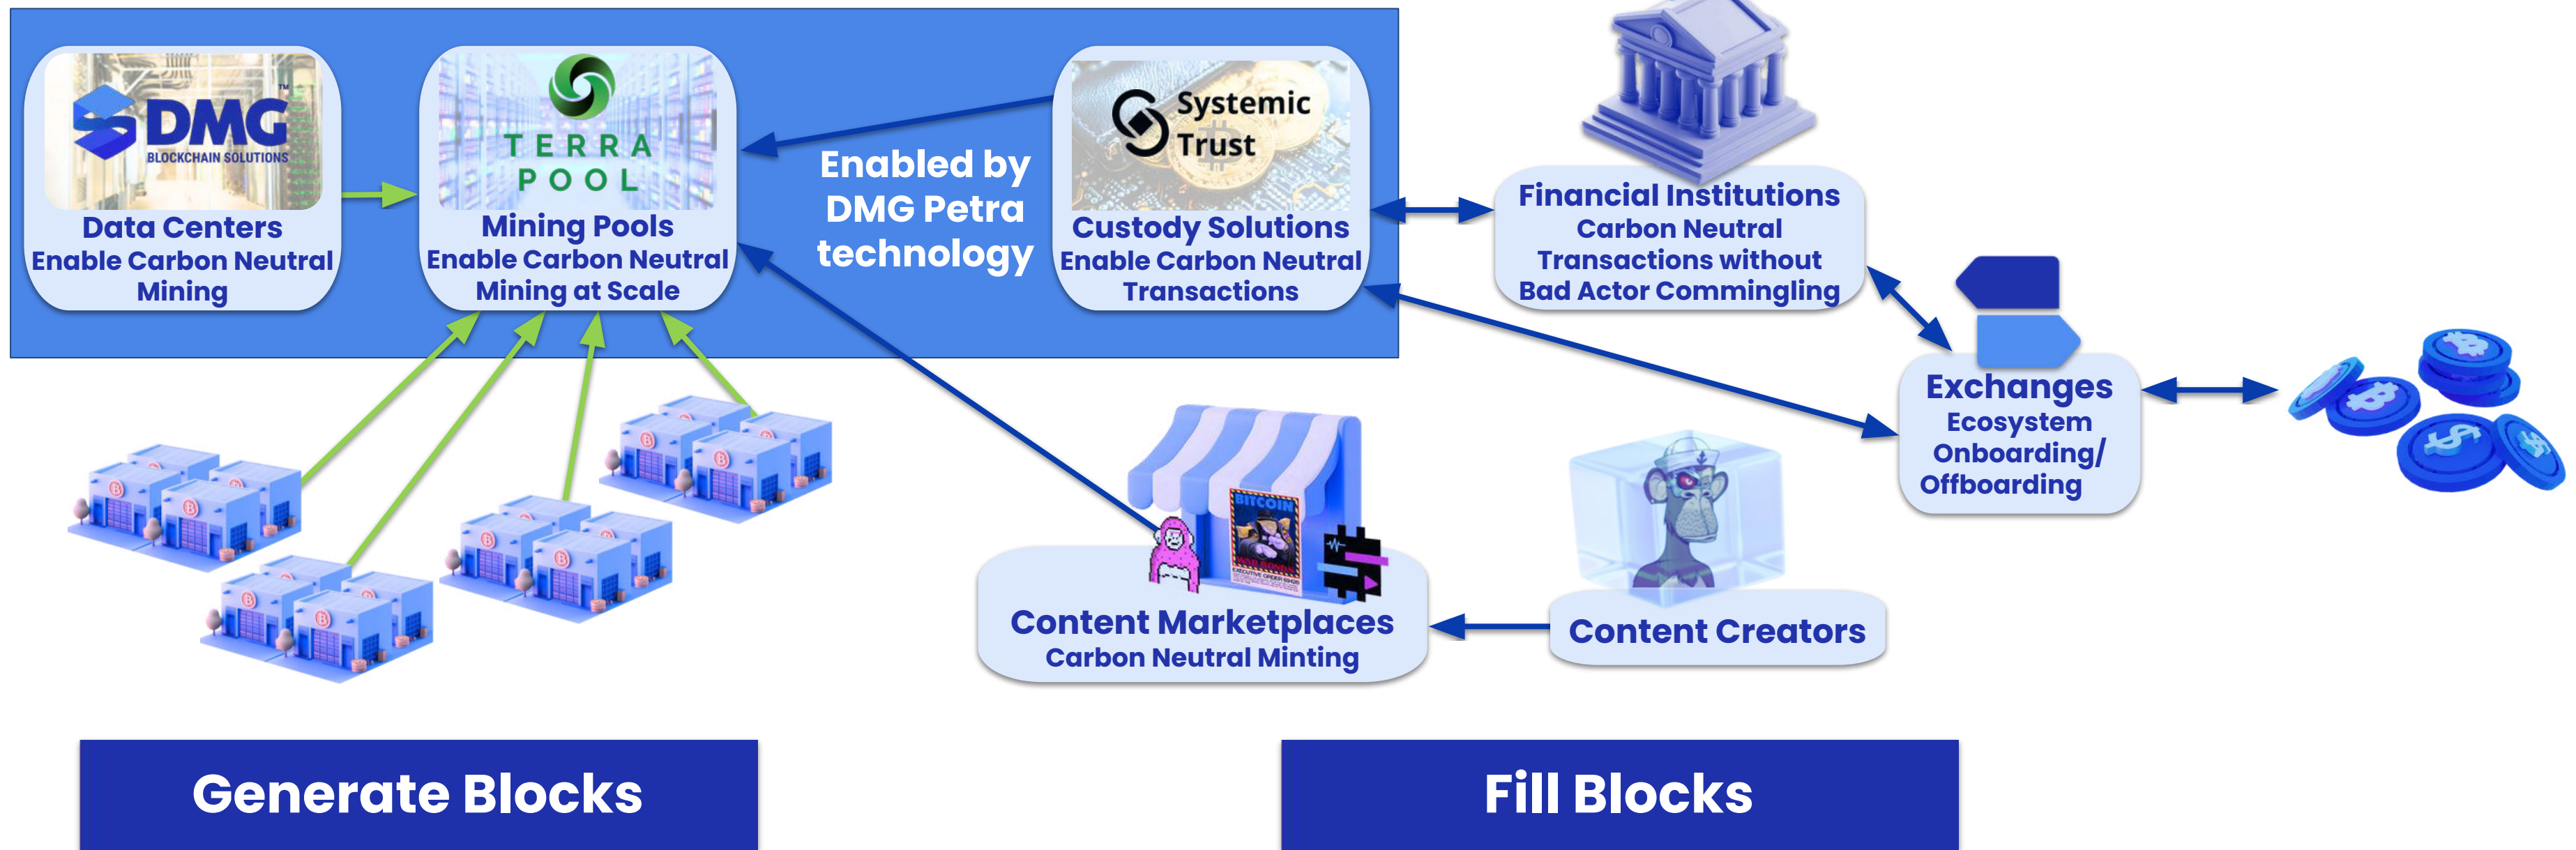 DMG
TM
BLOCKCHAIN SOLUTIONS
Data Centers
Enable Carbon Neutral
Mining
TERRA
POOL
Mining Pools
Enable Carbon Neutral
Mining at Scale
Enabled by
DMG Petra
technology
Systemic
Trust
Custody Solutions
Enable Carbon Neutral
Transactions
Financial Institutions
Carbon Neutral
Transactions without
Bad Actor Commingling
Exchanges
Ecosystem
Onboarding/
Offboarding
BITCOIN
EXECUTIVE ORDER
Content Marketplaces
Carbon Neutral Minting
Content Creators
Generate Blocks
Fill Blocks